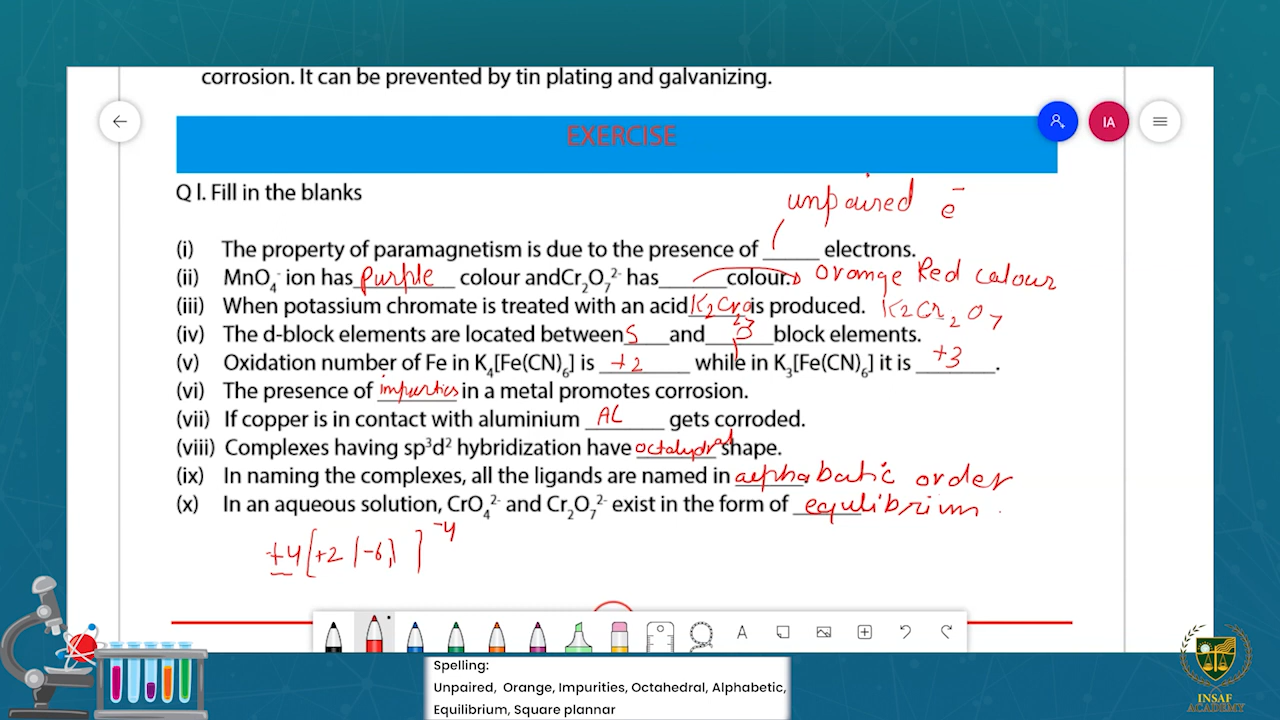 corrosion. It can be prevented by tin plating and galvanizing.
EXERCISE
IA
Q I. Fill in the blanks
unpaired e⁻
(i) The property of paramagnetism is due to the presence of _____ electrons.
(ii) MnO₄⁻ ion has purple colour andCr₂O₇²⁻ has _____ colour. orange Red calour
(iii) When potassium chromate is treated with an acid K₂Cr₂O₇ is produced. K₂Cr₂O₇
(iv) The d-block elements are located between S and _____ block elements.
(v) Oxidation number of Fe in K₄[Fe(CN)₆] is +2 while in K₃[Fe(CN)₆] it is +3.
(vi) The presence of impurties in a metal promotes corrosion.
(vii) If copper is in contact with aluminium Al gets corroded.
(viii) Complexes having sp³d² hybridization have octahydral shape.
(ix) In naming the complexes, all the ligands are named in alphabatic order
(x) In an aqueous solution, CrO₄²⁻ and Cr₂O₇²⁻ exist in the form of equlibrium.
+4[+2(-6)]⁻⁴
A
Spelling:
Unpaired, Orange, Impurities, Octahedral, Alphabetic,
Equilibrium, Square plannar
INSAF
ACADEMY